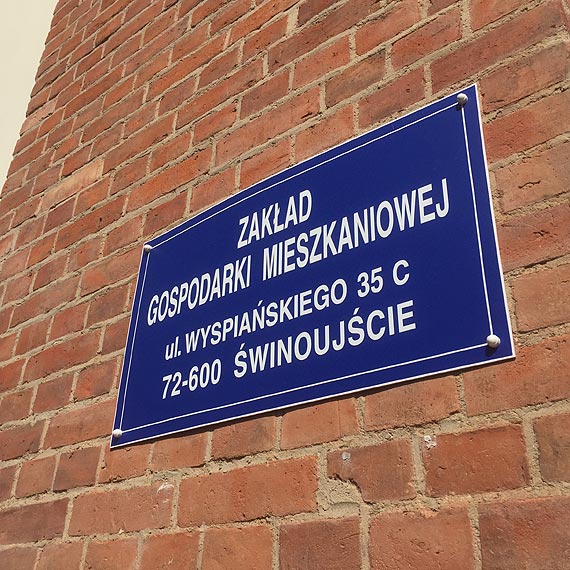 ZAKŁAD
GOSPODARKI MIESZKANIOWEJ
ul. WYSPIAŃSKIEGO 35 C
72-600 ŚWINOUJŚCIE